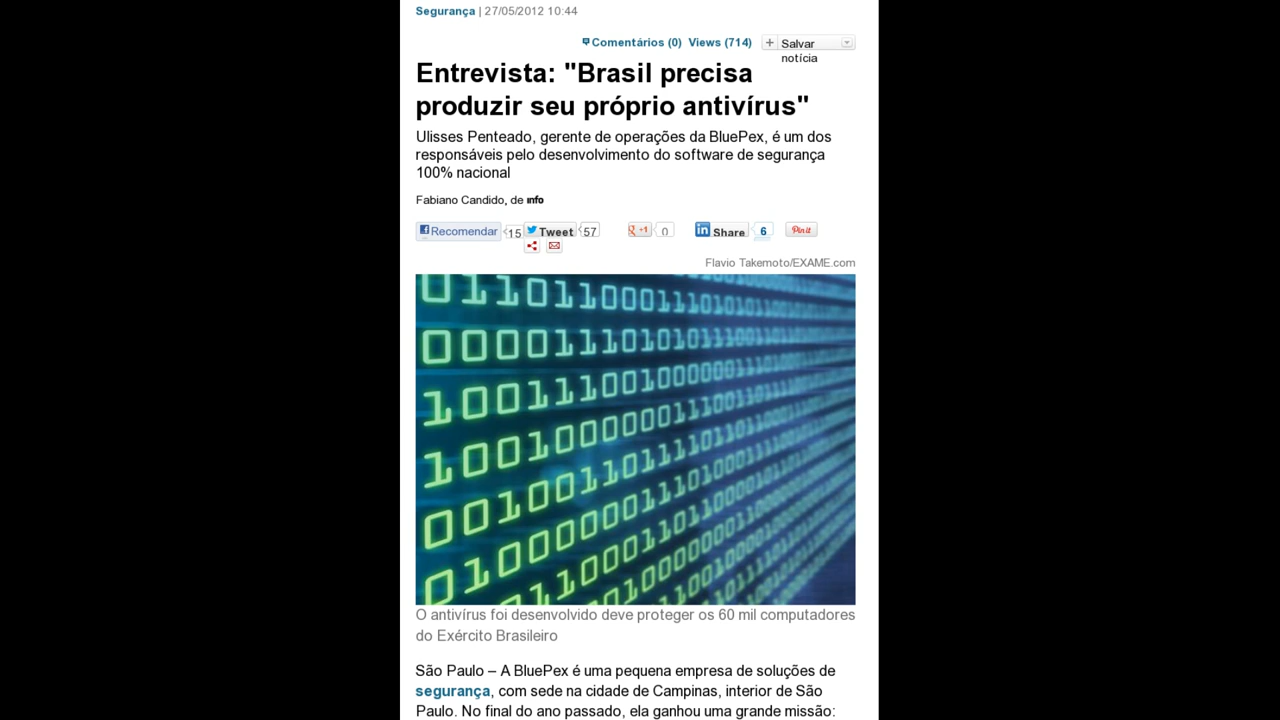 Segurança | 27/05/2012 10:44
Comentários (0) Views (714) + Salvar notícia
Entrevista: "Brasil precisa
produzir seu próprio antivírus"
Ulisses Penteado, gerente de operações da BluePex, é um dos
responsáveis pelo desenvolvimento do software de segurança
100% nacional
Fabiano Candido, de info
Recomendar 15 Tweet 57 g +1 0 in Share 6 Pin it
Flavio Takemoto/EXAME.com
O antivírus foi desenvolvido deve proteger os 60 mil computadores
do Exército Brasileiro
São Paulo – A BluePex é uma pequena empresa de soluções de
segurança, com sede na cidade de Campinas, interior de São
Paulo. No final do ano passado, ela ganhou uma grande missão: